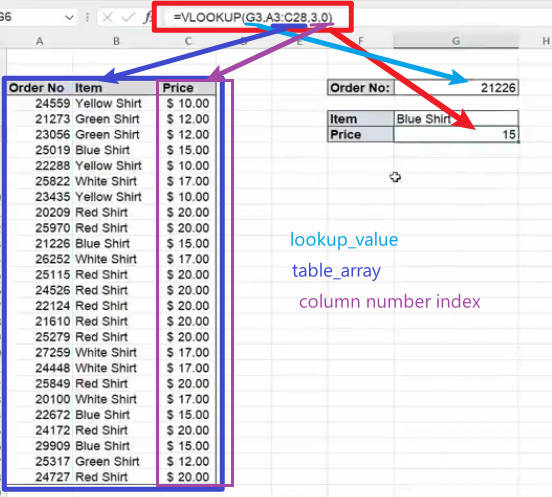 G6 =VLOOKUP(G3,A3:C28,3,0)
A B C D E F G H
Order No Item Price Order No: 21226
24559 Yellow Shirt $ 10.00
21273 Green Shirt $ 12.00 Item Blue Shirt
23056 Green Shirt $ 12.00 Price 15
25019 Blue Shirt $ 15.00
22288 Yellow Shirt $ 10.00
25822 White Shirt $ 17.00
23435 Yellow Shirt $ 10.00
20209 Red Shirt $ 20.00
25970 Red Shirt $ 20.00
21226 Blue Shirt $ 15.00
lookup_value
26252 White Shirt $ 17.00
25115 Red Shirt $ 20.00
table_array
24526 Red Shirt $ 20.00
22124 Red Shirt $ 20.00
column number index
21610 Red Shirt $ 20.00
25279 Red Shirt $ 20.00
27259 White Shirt $ 17.00
24448 White Shirt $ 17.00
25849 Red Shirt $ 20.00
20100 White Shirt $ 17.00
22672 Blue Shirt $ 15.00
24172 Red Shirt $ 20.00
29909 Blue Shirt $ 15.00
25317 Green Shirt $ 12.00
24727 Red Shirt $ 20.00